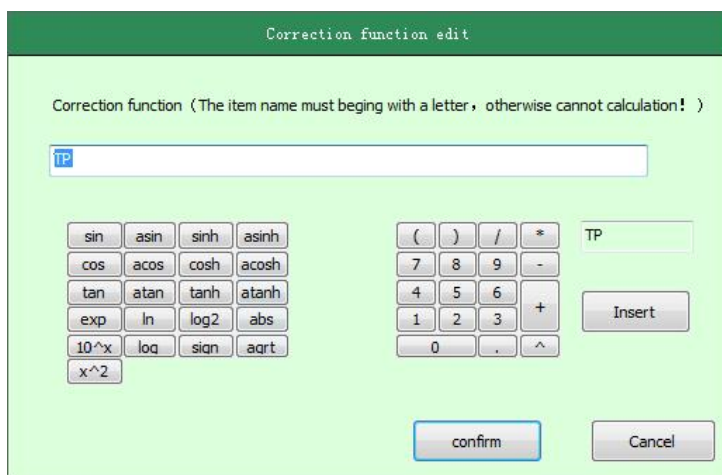 Correction function edit
Correction function (The item name must beging with a letter, otherwise cannot calculation! )
TP
sin asin sinh asinh ( ) / * TP
cos acos cosh acosh 7 8 9 -
tan atan tanh atanh 4 5 6 + Insert
exp ln log2 abs 1 2 3
10^x log sign aqrt 0 . ^
x^2
confirm Cancel